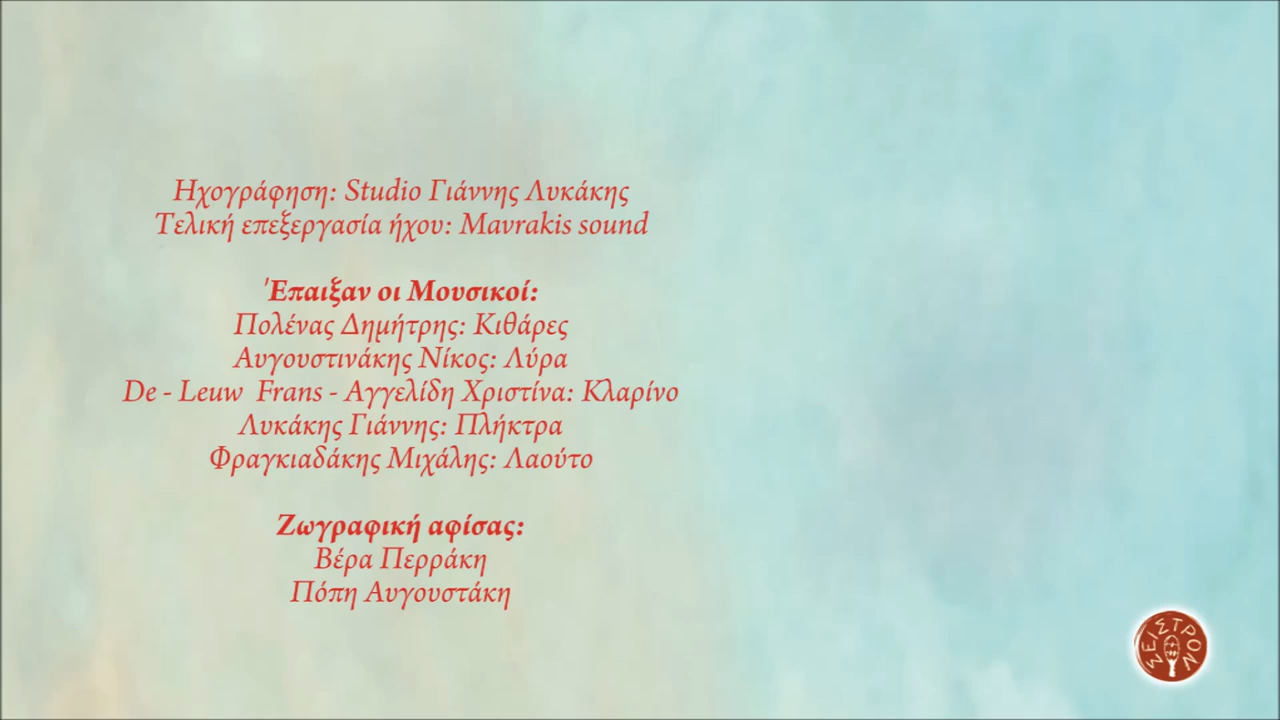 Ηχογράφηση: Studio Γιάννης Λυκάκης
Τελική επεξεργασία ήχου: Mavrakis sound
Έπαιξαν οι Μουσικοί:
Πολένας Δημήτρης: Κιθάρες
Αυγουστινάκης Νίκος: Λύρα
De - Leuw Frans - Αγγελίδη Χριστίνα: Κλαρίνο
Λυκάκης Γιάννης: Πλήκτρα
Φραγκιαδάκης Μιχάλης: Λαούτο
Ζωγραφική αφίσας:
Βέρα Περράκη
Πόπη Αυγουστάκη
ΣΕΙΣΤΡΟΝ